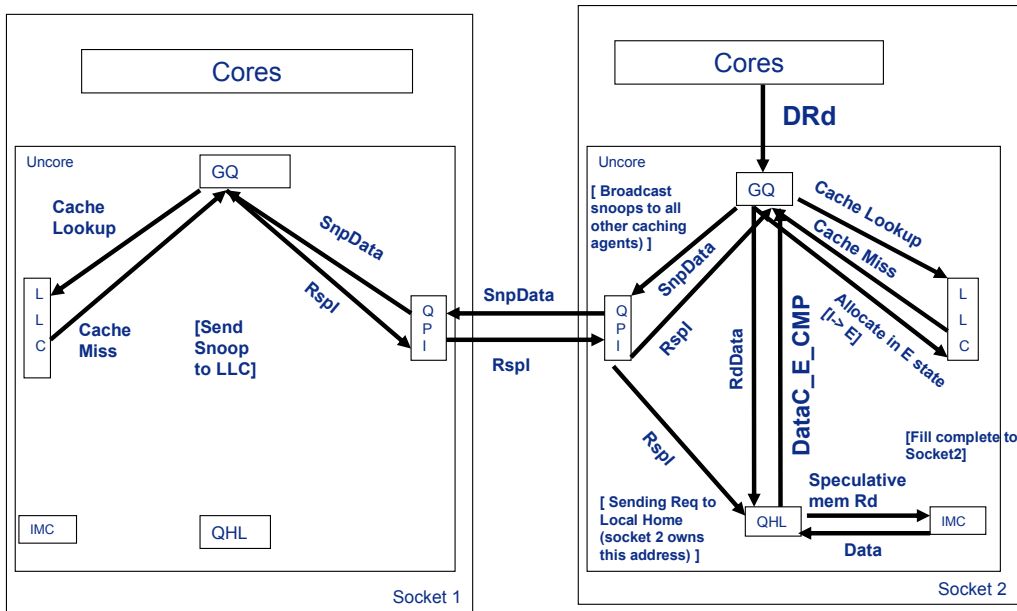 Cores
Uncore
GQ
Cache
Lookup
SnpData
RspI
L
L
C
Cache
Miss
[Send
Snoop
to LLC]
Q
P
I
IMC
QHL
Socket 1
SnpData
RspI
Cores
DRd
Uncore
GQ
[ Broadcast
snoops to all
other caching
agents) ]
Cache Lookup
Cache Miss
Allocate in E state
[I-> E]
SnpData
RspI
Q
P
I
L
L
C
RdData
DataC_E_CMP
RspI
[Fill complete to
Socket2]
Speculative
mem Rd
[ Sending Req to
Local Home
(socket 2 owns
this address) ]
QHL
IMC
Data
Socket 2